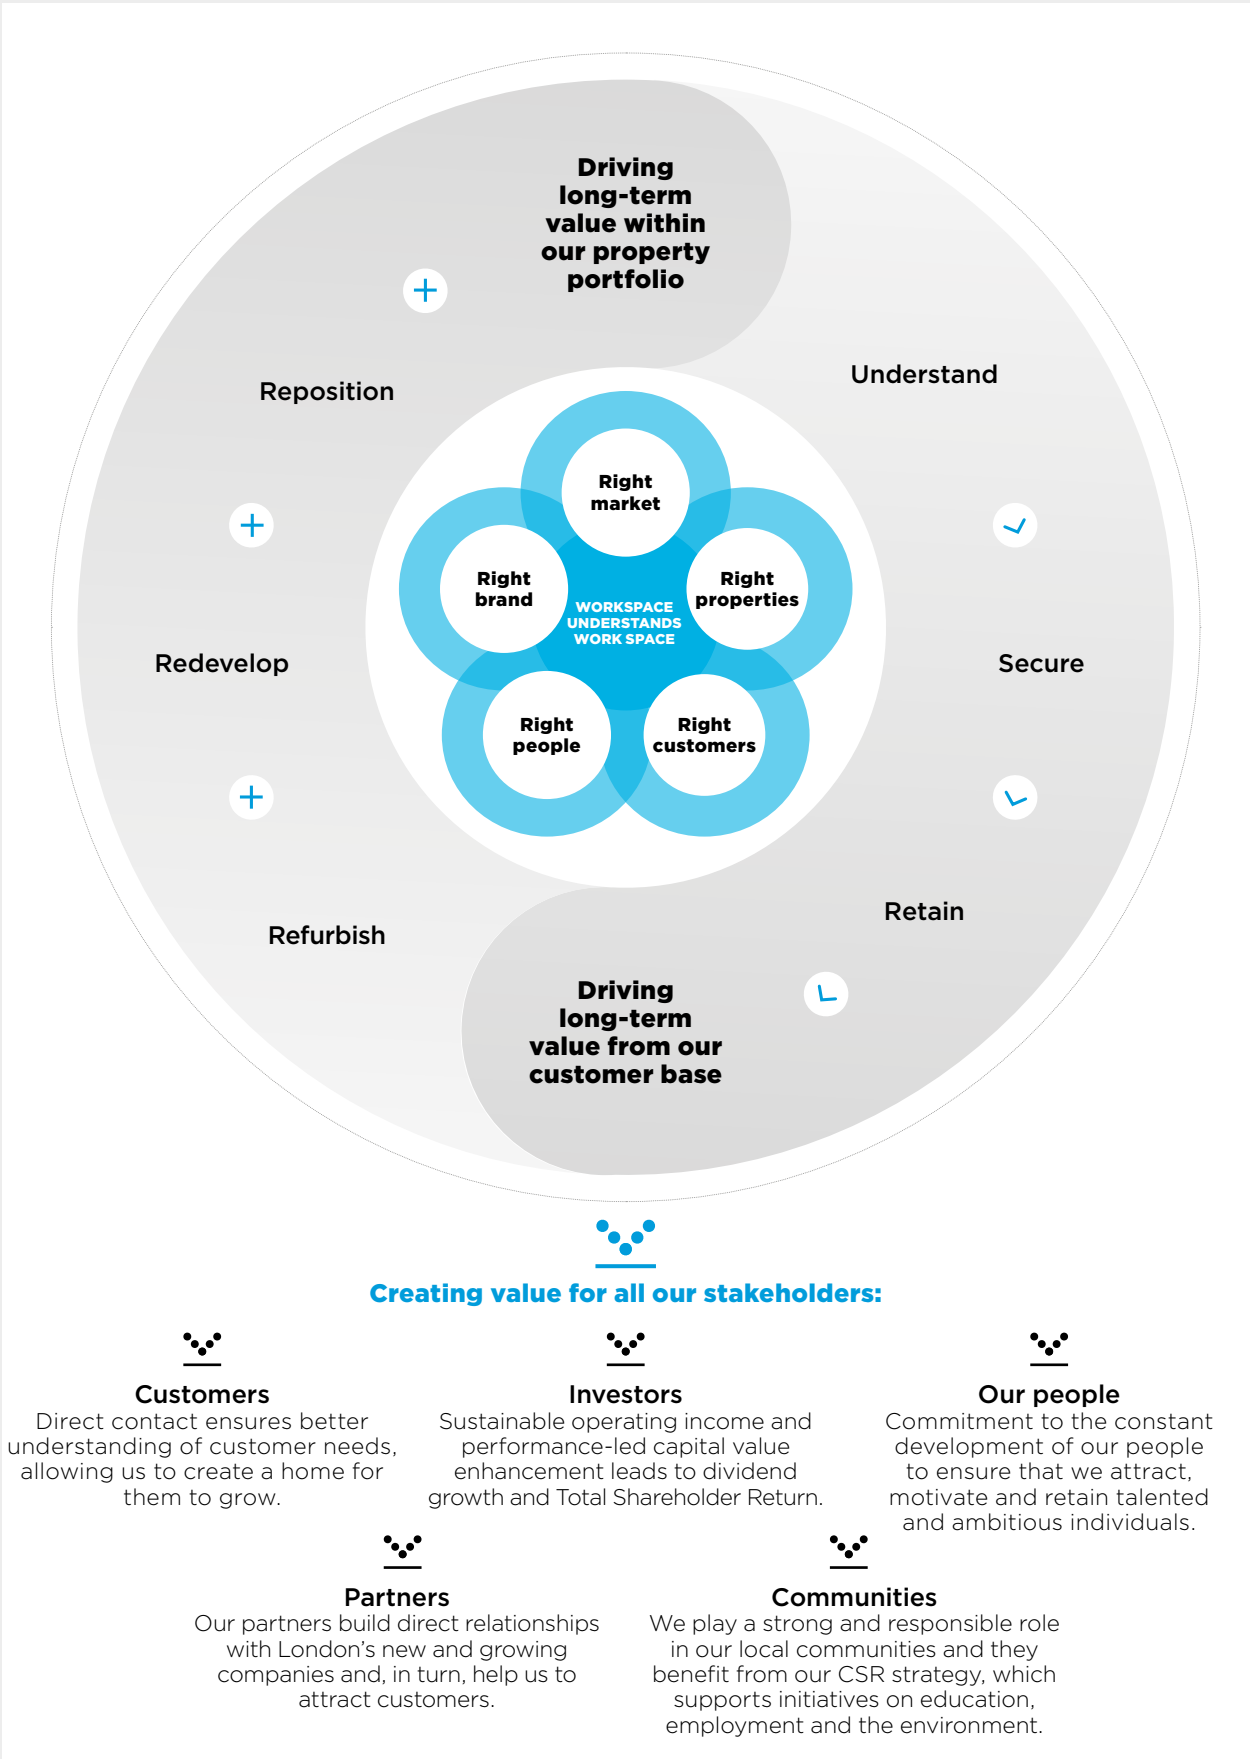 Driving
long-term
value within
our property
portfolio
Reposition
Understand
Right
market
Right
brand
Right
properties
WORKSPACE
UNDERSTANDS
WORK SPACE
Redevelop
Secure
Right
people
Right
customers
Refurbish
Retain
Driving
long-term
value from our
customer base
Creating value for all our stakeholders:
Customers
Direct contact ensures better
understanding of customer needs,
allowing us to create a home for
them to grow.
Investors
Sustainable operating income and
performance-led capital value
enhancement leads to dividend
growth and Total Shareholder Return.
Our people
Commitment to the constant
development of our people
to ensure that we attract,
motivate and retain talented
and ambitious individuals.
Partners
Our partners build direct relationships
with London’s new and growing
companies and, in turn, help us to
attract customers.
Communities
We play a strong and responsible role
in our local communities and they
benefit from our CSR strategy, which
supports initiatives on education,
employment and the environment.